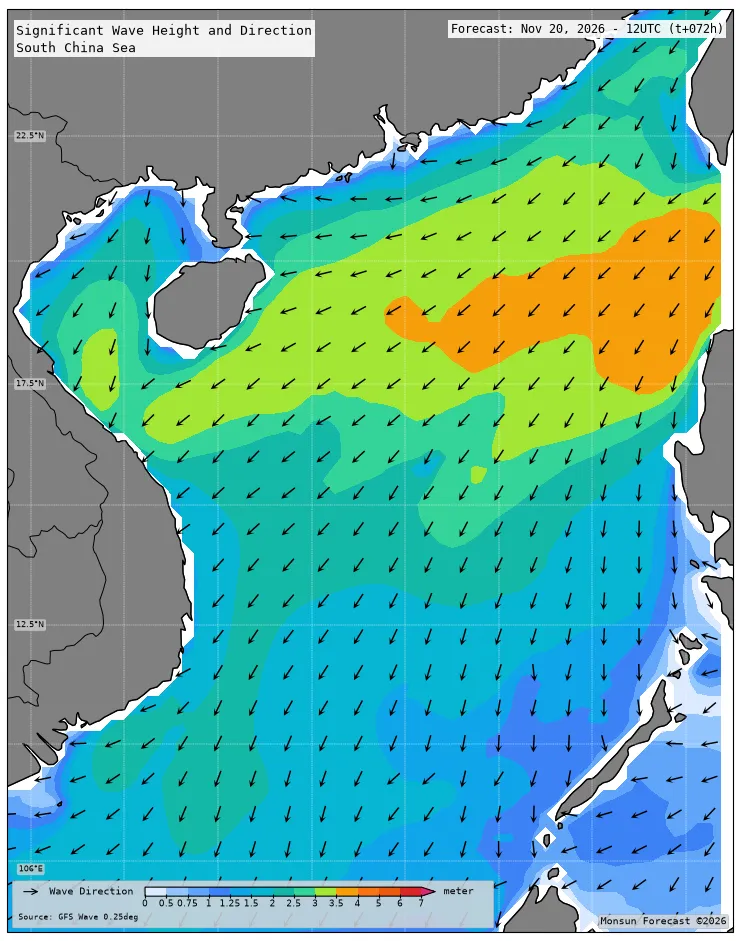 Significant Wave Height and Direction
South China Sea
Forecast: Nov 20, 2026 - 12UTC (t+072h)
22.5°N
17.5°N
12.5°N
106°E
Wave Direction
meter
0 0.5 0.75 1 1.25 1.5 2 2.5 3 3.5 4 5 6 7
Source: GFS Wave 0.25deg
Monsun Forecast ©2026